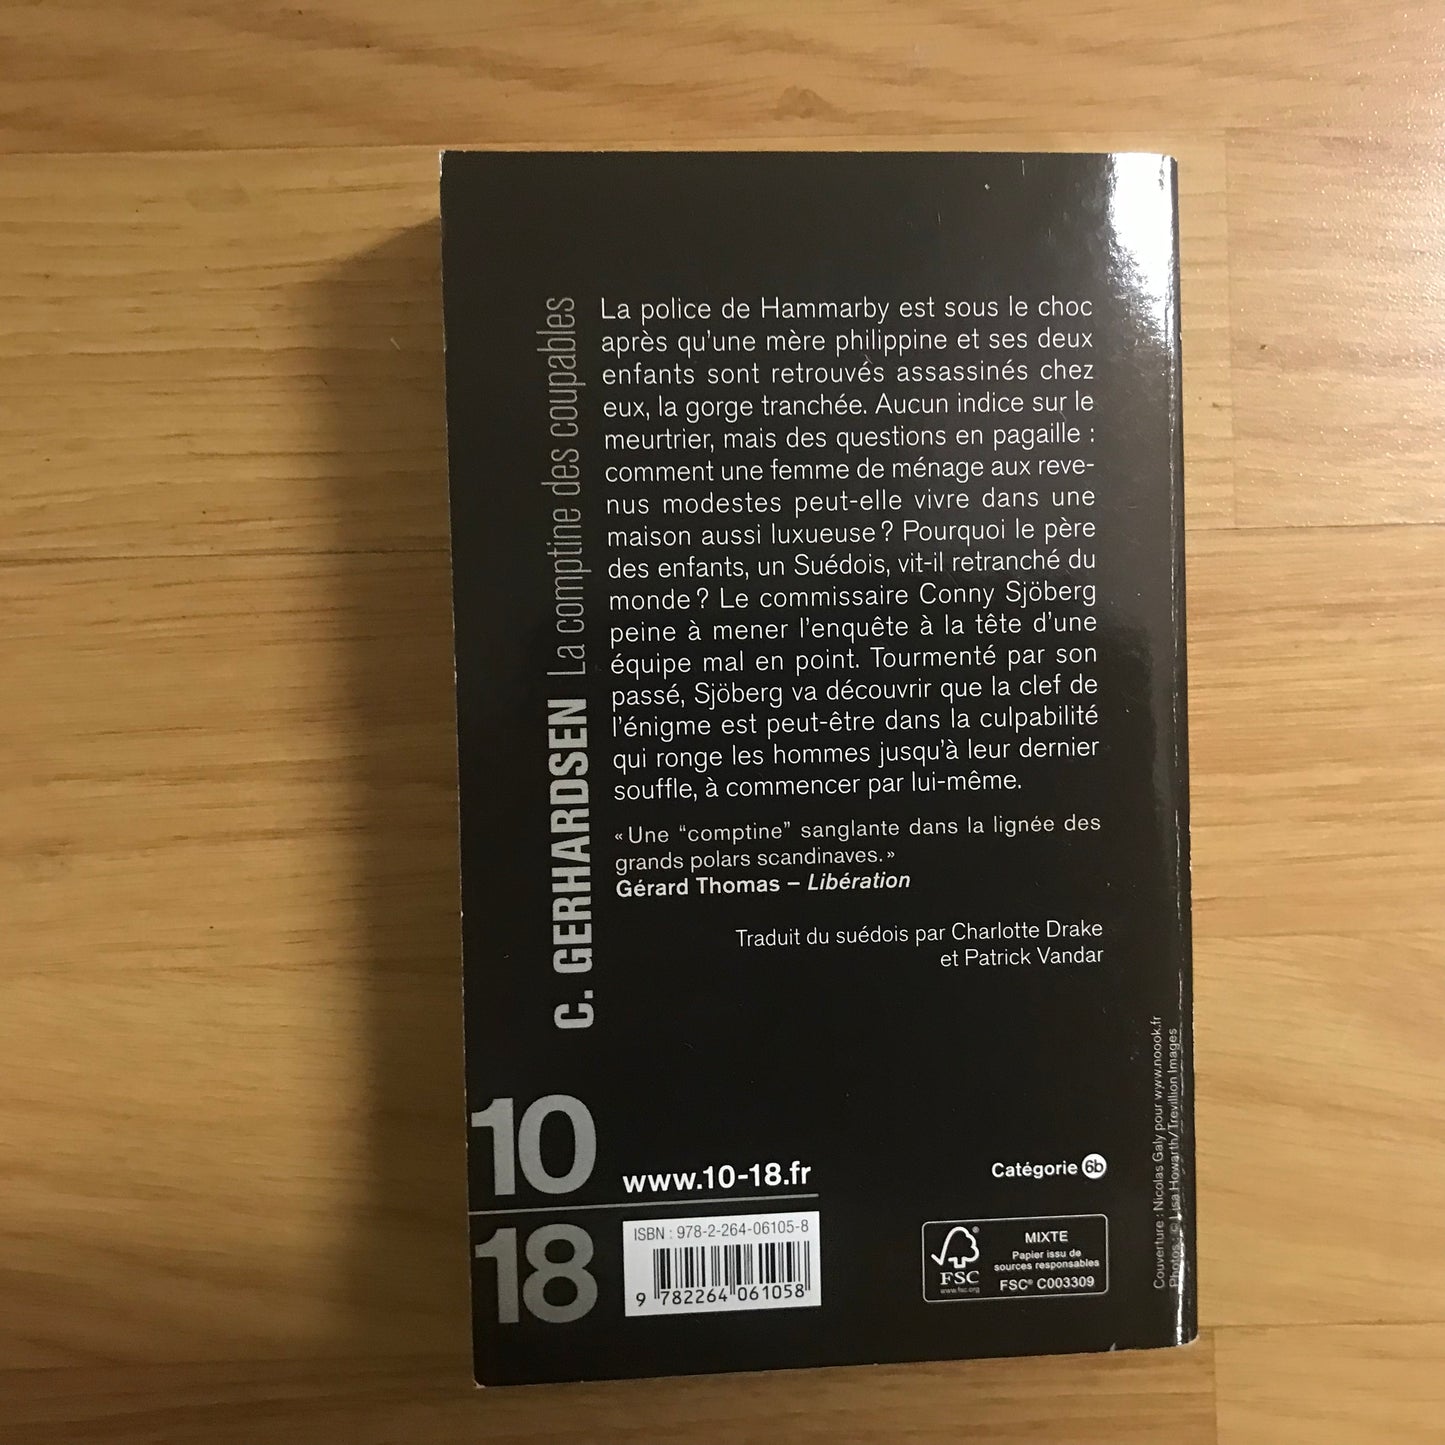 La police de Hammarby est sous le choc
après qu'une mère philippine et ses deux
enfants sont retrouvés assassinés chez
eux, la gorge tranchée. Aucun indice sur le
meurtrier, mais des questions en pagaille :
comment une femme de ménage aux reve-
nus modestes peut-elle vivre dans une
maison aussi luxueuse ? Pourquoi le père
des enfants, un Suédois, vit-il retranché du
monde ? Le commissaire Conny Sjöberg
peine à mener l'enquête à la tête d'une
équipe mal en point. Tourmenté par son
passé, Sjöberg va découvrir que la clef de
l'énigme est peut-être dans la culpabilité
qui ronge les hommes jusqu'à leur dernier
souffle, à commencer par lui-même.
« Une “comptine” sanglante dans la lignée des
grands polars scandinaves. »
Gérard Thomas – Libération
Traduit du suédois par Charlotte Drake
et Patrick Vandar
C. GERHARDSEN La comptine des coupables
10
18
www.10-18.fr
Catégorie 6b
ISBN : 978-2-264-06105-8
9 782264 061058
FSC
www.fsc.org
MIXTE
Papier issu de
sources responsables
FSC® C003309
Couverture : Nicolas Galy pour www.noook.fr
Photos : © Lisa Howarth/Trevillion Images